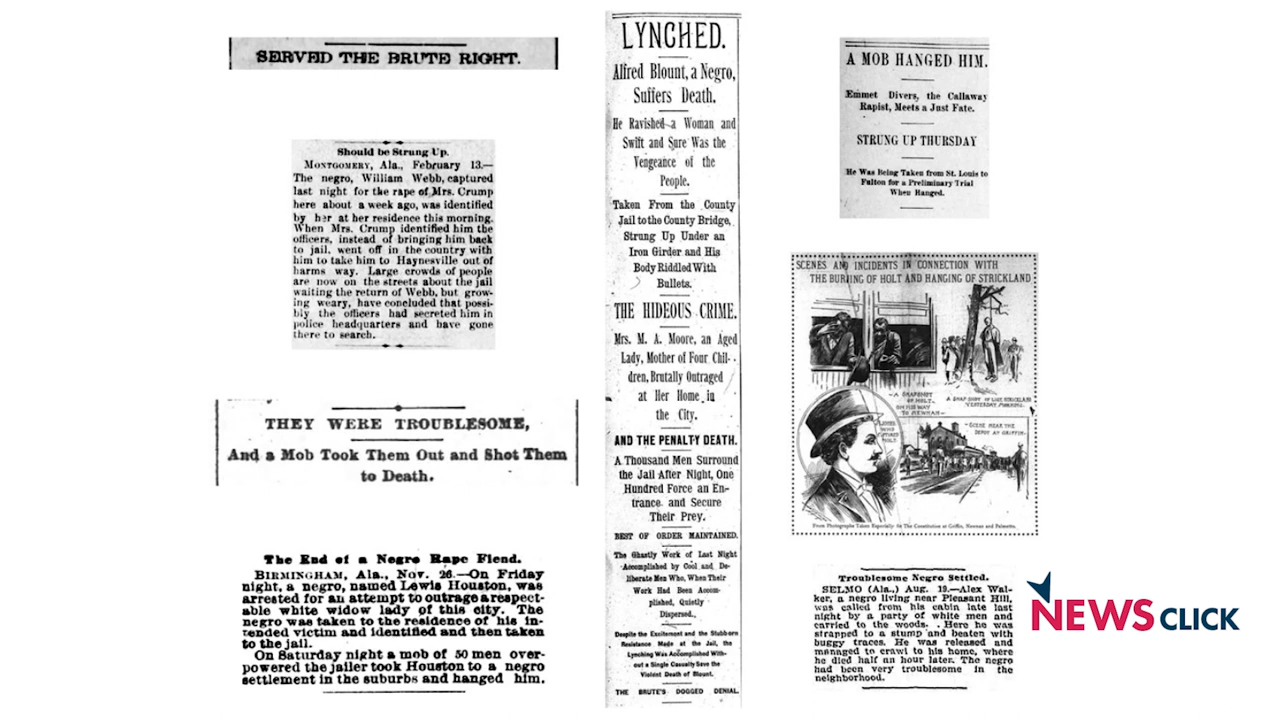 SERVED THE BRUTE RIGHT.
Should be Strung Up.
MONTGOMERY, Ala., February 13.—
The negro, William Webb, captured
last night for the rape of Mrs. Crump
here about a week ago, was identified
by her at her residence this morning.
When Mrs. Crump identified him the
officers, instead of bringing him back
to jail, went off in the country with
him to take him to Haynesville out of
harms way. Large crowds of people
are now on the streets about the jail
waiting the return of Webb, but grow-
ing weary, have concluded that possi-
bly the officers had secreted him in
police headquarters and have gone
there to search.
THEY WERE TROUBLESOME,
And a Mob Took Them Out and Shot Them
to Death.
The End of a Negro Rape Fiend.
BIRMINGHAM, Ala., Nov. 26.—On Friday
night, a negro, named Lewis Houston, was
arrested for an attempt to outrage a respect-
able white widow lady of this city. The
negro was taken to the residence of his in-
tended victim and identified and then taken
to the jail.
On Saturday night a mob of 50 men over-
powered the jailer took Houston to a negro
settlement in the suburbs and hanged him.
LYNCHED.
Alfred Blount, a Negro,
Suffers Death.
He Ravished a Woman and
Swift and Sure Was the
Vengeance of the
People.
Taken From the County
Jail to the County Bridge,
Strung Up Under an
Iron Girder and His
Body Riddled With
Bullets.
THE HIDEOUS CRIME.
Mrs. M. A. Moore, an Aged
Lady, Mother of Four Chil-
dren, Brutally Outraged
at Her Home in
the City.
AND THE PENALTY DEATH.
A Thousand Men Surround
the Jail After Night, One
Hundred Force an En-
trance and Secure
Their Prey.
BEST OF ORDER MAINTAINED.
The Ghastly Work of Last Night
Accomplished by Cool and De-
liberate Men Who, When Their
Work Had Been Accom-
plished, Quietly
Dispersed.
Despite the Excitement and the Stubborn
Resistance Made at the Jail, the
Lynching Was Accomplished With-
out a Single Casualty Save the
Violent Death of Blount.
THE BRUTE'S DOGGED DENIAL.
A MOB HANGED HIM.
Emmet Divers, the Callaway
Rapist, Meets a Just Fate.
STRUNG UP THURSDAY
He Was Being Taken from St. Louis to
Fulton for a Preliminary Trial
When Hanged.
SCENES AND INCIDENTS IN CONNECTION WITH
THE BURNING OF HOLT AND HANGING OF STRICKLAND
-A SNAPSHOT
OF HOLT,
ON HIS WAY
TO NEWNAN-
A SNAP SHOT OF LIGE STRICKLAND
YESTERDAY MORNING.
WHO
CAPTURED
HOLT.
-SCENE NEAR THE
DEPOT AT GRIFFIN-
From Photographs Taken Especially for The Constitution at Griffin, Newnan and Palmetto.
Troublesome Negro Settled.
SELMO (Ala.) Aug. 19.—Alex Wal-
ker, a negro living near Pleasant Hill,
was called from his cabin late last
night by a party of white men and
carried to the woods. Here he was
strapped to a stump and beaten with
buggy traces. He was released and
managed to crawl to his home, where
he died half an hour later. The negro
had been very troublesome in the
neighborhood.
NEWSCLICK